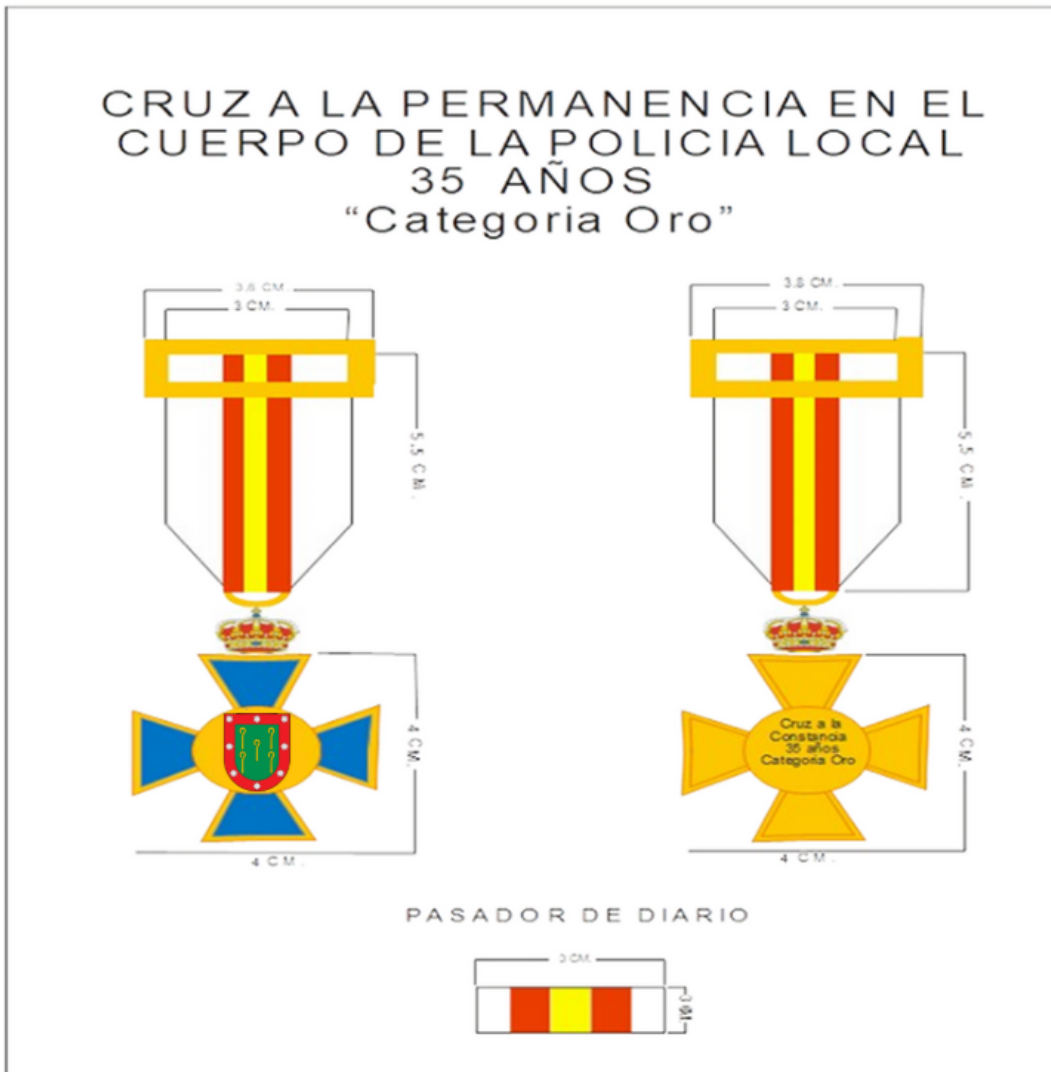 CRUZ A LA PERMANENCIA EN EL
CUERPO DE LA POLICIA LOCAL
35 AÑOS
“Categoria Oro”
3,8 CM.
3 CM.
5,5 CM.
4 CM.
4 CM.
3,8 CM.
3 CM.
5,5 CM.
Cruz a la
Constancia
35 años
Categoria Oro
4 CM.
4 CM.
PASADOR DE DIARIO
3 CM.